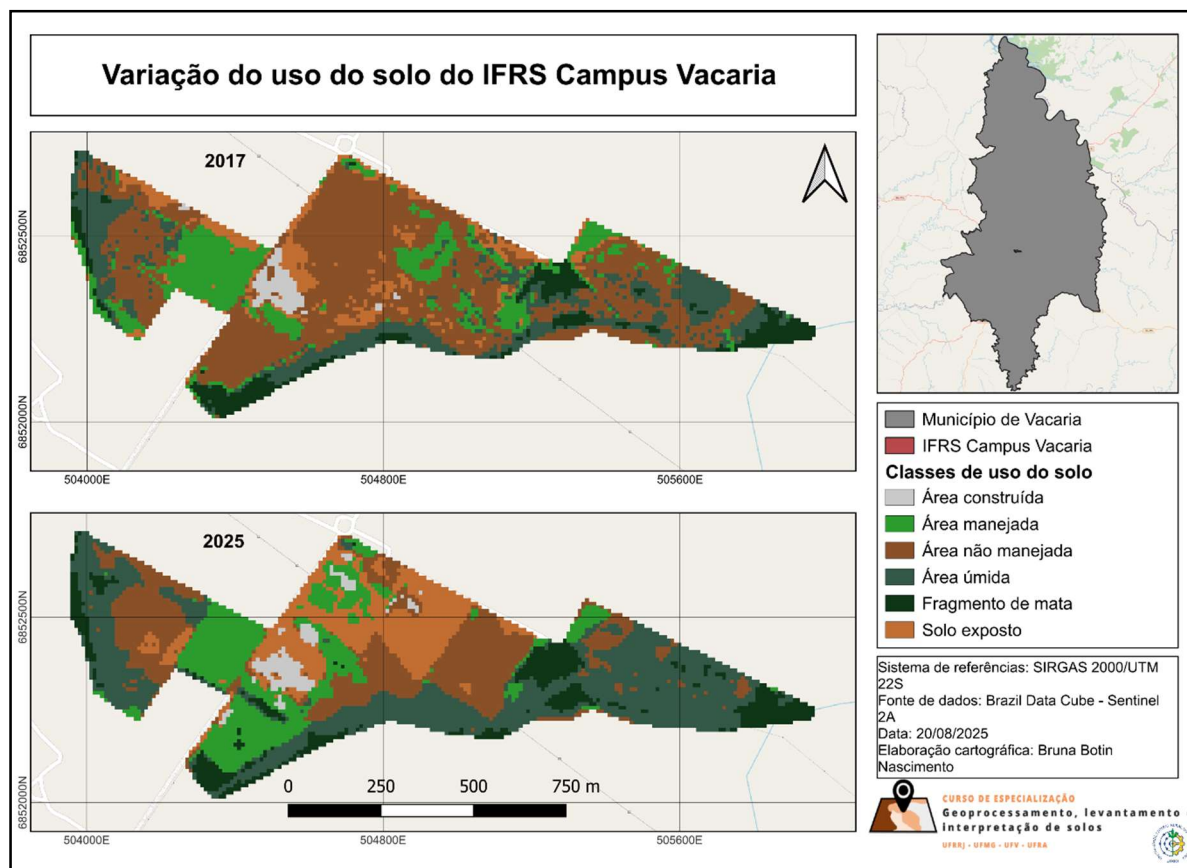 Variação do uso do solo do IFRS Campus Vacaria
2017
6852500N
6852000N
504000E
504800E
505600E
2025
6852500N
6852000N
0 250 500 750 m
504000E
504800E
505600E
Município de Vacaria
IFRS Campus Vacaria
Classes de uso do solo
Área construída
Área manejada
Área não manejada
Área úmida
Fragmento de mata
Solo exposto
Sistema de referências: SIRGAS 2000/UTM
22S
Fonte de dados: Brazil Data Cube - Sentinel
2A
Data: 20/08/2025
Elaboração cartográfica: Bruna Botin
Nascimento
CURSO DE ESPECIALIZAÇÃO
Geoprocessamento, levantamento
interpretação de solos
UFRRJ - UFMG - UFV - UFRA